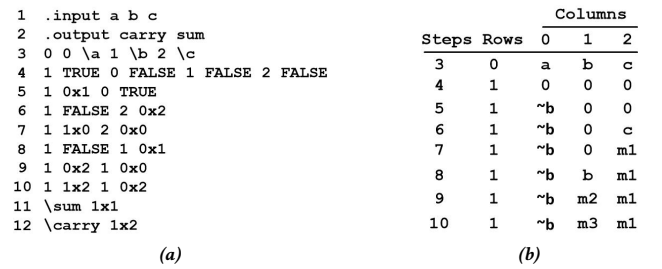 1 .input a b c
2 .output carry sum
3 0 0 \a 1 \b 2 \c
4 1 TRUE 0 FALSE 1 FALSE 2 FALSE
5 1 0x1 0 TRUE
6 1 FALSE 2 0x2
7 1 1x0 2 0x0
8 1 FALSE 1 0x1
9 1 0x2 1 0x0
10 1 1x2 1 0x2
11 \sum 1x1
12 \carry 1x2
(a)
Columns
Steps Rows 0 1 2
3 0 a b c
4 1 0 0 0
5 1 ~b 0 0
6 1 ~b 0 c
7 1 ~b 0 m1
8 1 ~b b m1
9 1 ~b m2 m1
10 1 ~b m3 m1
(b)